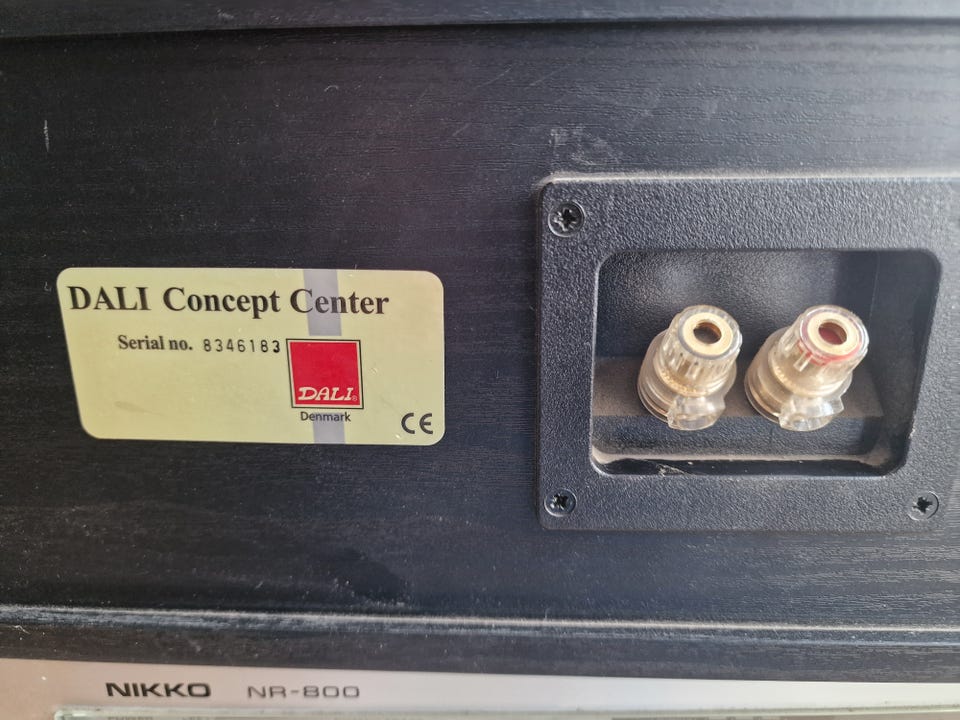 DALI Concept Center
Serial no. 8346183
DALI
Denmark
CE
NIKKO NR-800